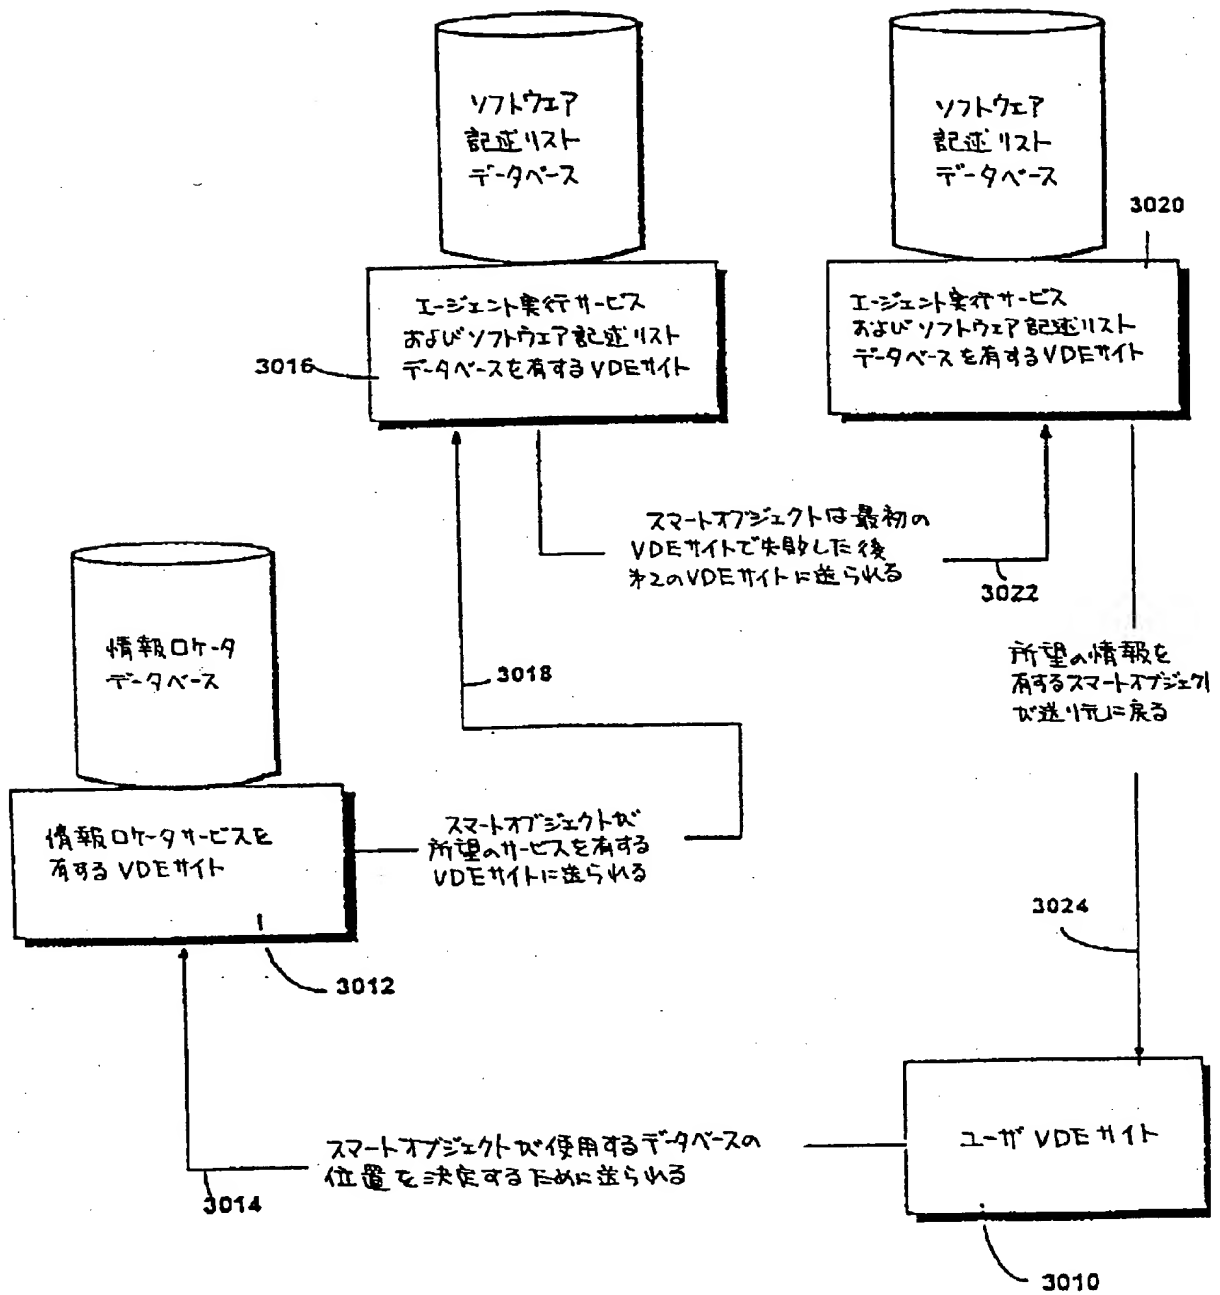 ソフトウェア
記述リスト
データベース
ソフトウェア
記述リスト
データベース
3020
エージェント実行サービス
およびソフトウェア記述リスト
データベースを有するVDEサイト
3016
エージェント実行サービス
およびソフトウェア記述リスト
データベースを有するVDEサイト
スマートオブジェクトは最初の
VDEサイトで失敗した後
第2のVDEサイトに送られる
3022
情報ロケータ
データベース
3018
所望の情報を
有するスマートオブジェクト
が送り元に戻る
情報ロケータサービスを
有するVDEサイト
スマートオブジェクトが
所望のサービスを有する
VDEサイトに送られる
3012
3024
スマートオブジェクトが使用するデータベースの
位置を決定するために送られる
3014
ユーザVDEサイト
3010